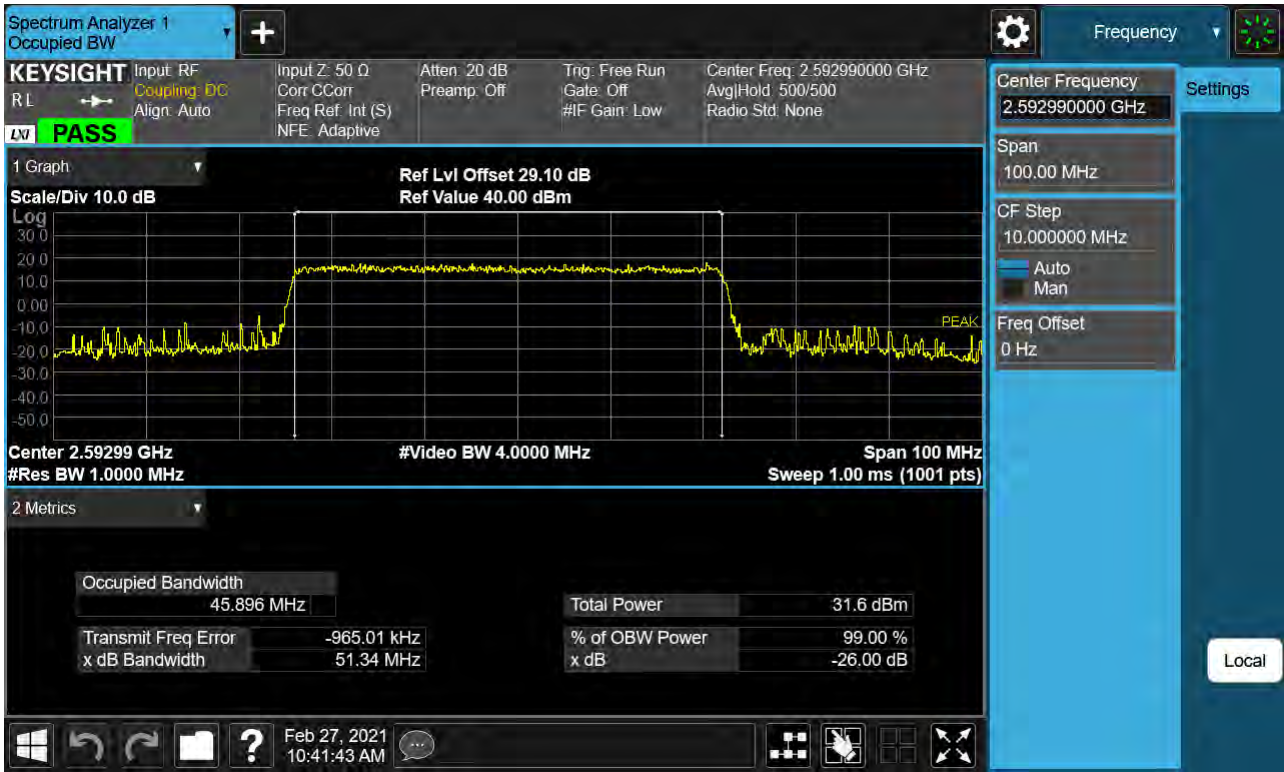 Spectrum Analyzer 1
Occupied BW
Frequency
KEYSIGHT
RL
LXI
PASS
Input: RF
Coupling: DC
Align: Auto
Input Z: 50 Ω
Corr CCorr
Freq Ref: Int (S)
NFE: Adaptive
Atten: 20 dB
Preamp: Off
Trig: Free Run
Gate: Off
#IF Gain: Low
Center Freq: 2.592990000 GHz
Avg|Hold: 500/500
Radio Std: None
Center Frequency
2.592990000 GHz
Settings
Span
100.00 MHz
CF Step
10.000000 MHz
Auto
Man
Freq Offset
0 Hz
Local
1 Graph
Scale/Div 10.0 dB
Ref Lvl Offset 29.10 dB
Ref Value 40.00 dBm
Log
30.0
20.0
10.0
0.00
-10.0
-20.0
-30.0
-40.0
-50.0
PEAK
Center 2.59299 GHz
#Video BW 4.0000 MHz
Span 100 MHz
#Res BW 1.0000 MHz
Sweep 1.00 ms (1001 pts)
2 Metrics
Occupied Bandwidth
45.896 MHz
Total Power 31.6 dBm
Transmit Freq Error -965.01 kHz
% of OBW Power 99.00 %
x dB Bandwidth 51.34 MHz
x dB -26.00 dB
Feb 27, 2021
10:41:43 AM